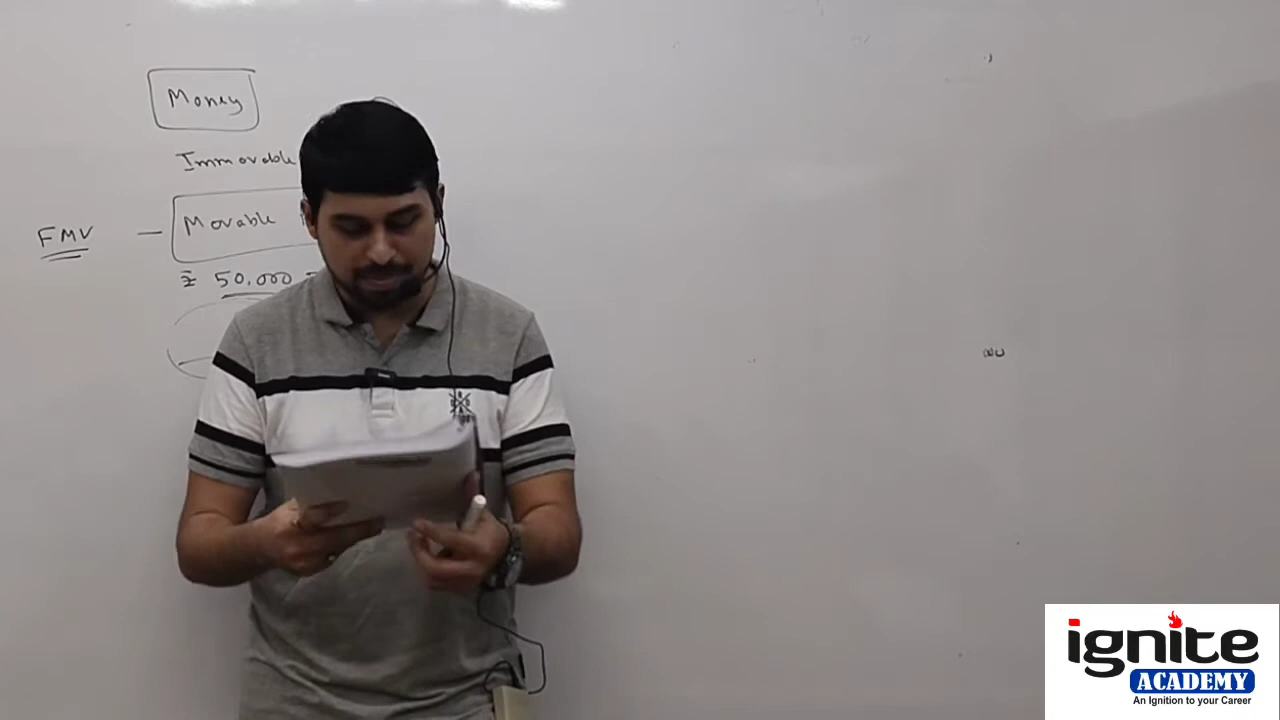 Money
Immovable
FMV — Movable
₹ 50,000
ignite
ACADEMY
An Ignition to your Career